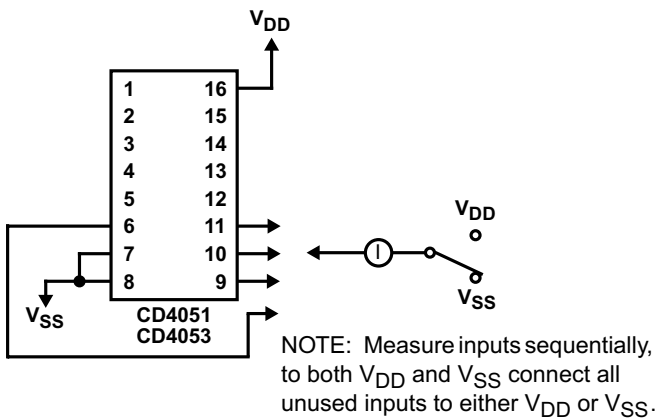 VDD
1 16
2 15
3 14
4 13
5 12
6 11
7 10
8 9
VSS
CD4051
CD4053
I
VDD
VSS
NOTE: Measure inputs sequentially,
to both VDD and VSS connect all
unused inputs to either VDD or VSS.